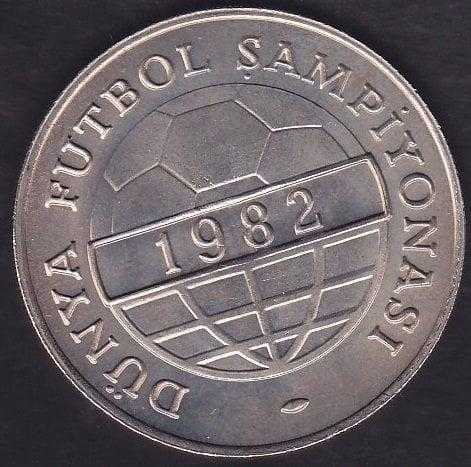 DÜNYA FUTBOL ŞAMPİYONASI
1982